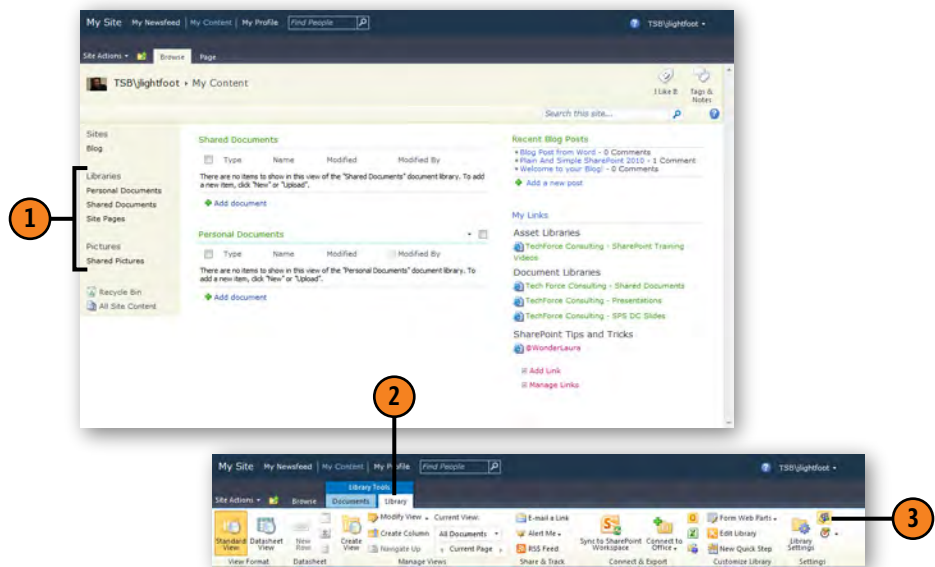 My Site My Newsfeed | My Content | My Profile Find People
TSB\jlightfoot
Site Actions Browse Page
TSB\jlightfoot ▸ My Content
I Like It Tags & Notes
Search this site...
Sites
Blog
Libraries
Personal Documents
Shared Documents
Site Pages
Pictures
Shared Pictures
Recycle Bin
All Site Content
1
Shared Documents
Type Name Modified Modified By
There are no items to show in this view of the "Shared Documents" document library. To add
a new item, click "New" or "Upload".
Add document
Personal Documents
Type Name Modified Modified By
There are no items to show in this view of the "Personal Documents" document library. To
add a new item, click "New" or "Upload".
Add document
Recent Blog Posts
Blog Post from Word - 0 Comments
Plain And Simple SharePoint 2010 - 1 Comment
Welcome to your Blog! - 0 Comments
Add a new post
My Links
Asset Libraries
TechForce Consulting - SharePoint Training
Videos
Document Libraries
Tech Force Consulting - Shared Documents
TechForce Consulting - Presentations
TechForce Consulting - SPS DC Slides
SharePoint Tips and Tricks
@WonderLaura
Add Link
Manage Links
2
My Site My Newsfeed | My Content | My Profile Find People
TSB\jlightfoot
Library Tools
Site Actions Browse Documents Library
3
Standard View
Datasheet View
New Row
Create View
Modify View
Create Column
Navigate Up
Current View:
All Documents
Current Page
E-mail a Link
Alert Me
RSS Feed
Sync to SharePoint Workspace
Connect to Office
Form Web Parts
Edit Library
New Quick Step
Library Settings
View Format Datasheet Manage Views Share & Track Connect & Export Customize Library Settings